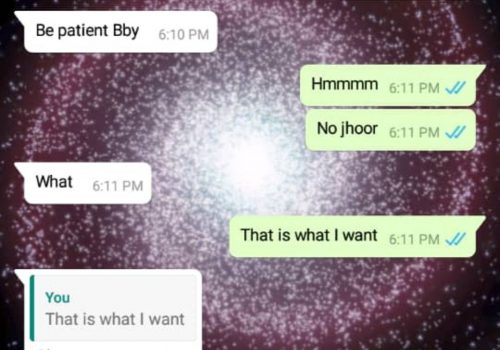 Be patient Bby 6:10 PM
Hmmmm 6:11 PM
No jhoor 6:11 PM
What 6:11 PM
That is what I want 6:11 PM
You
That is what I want